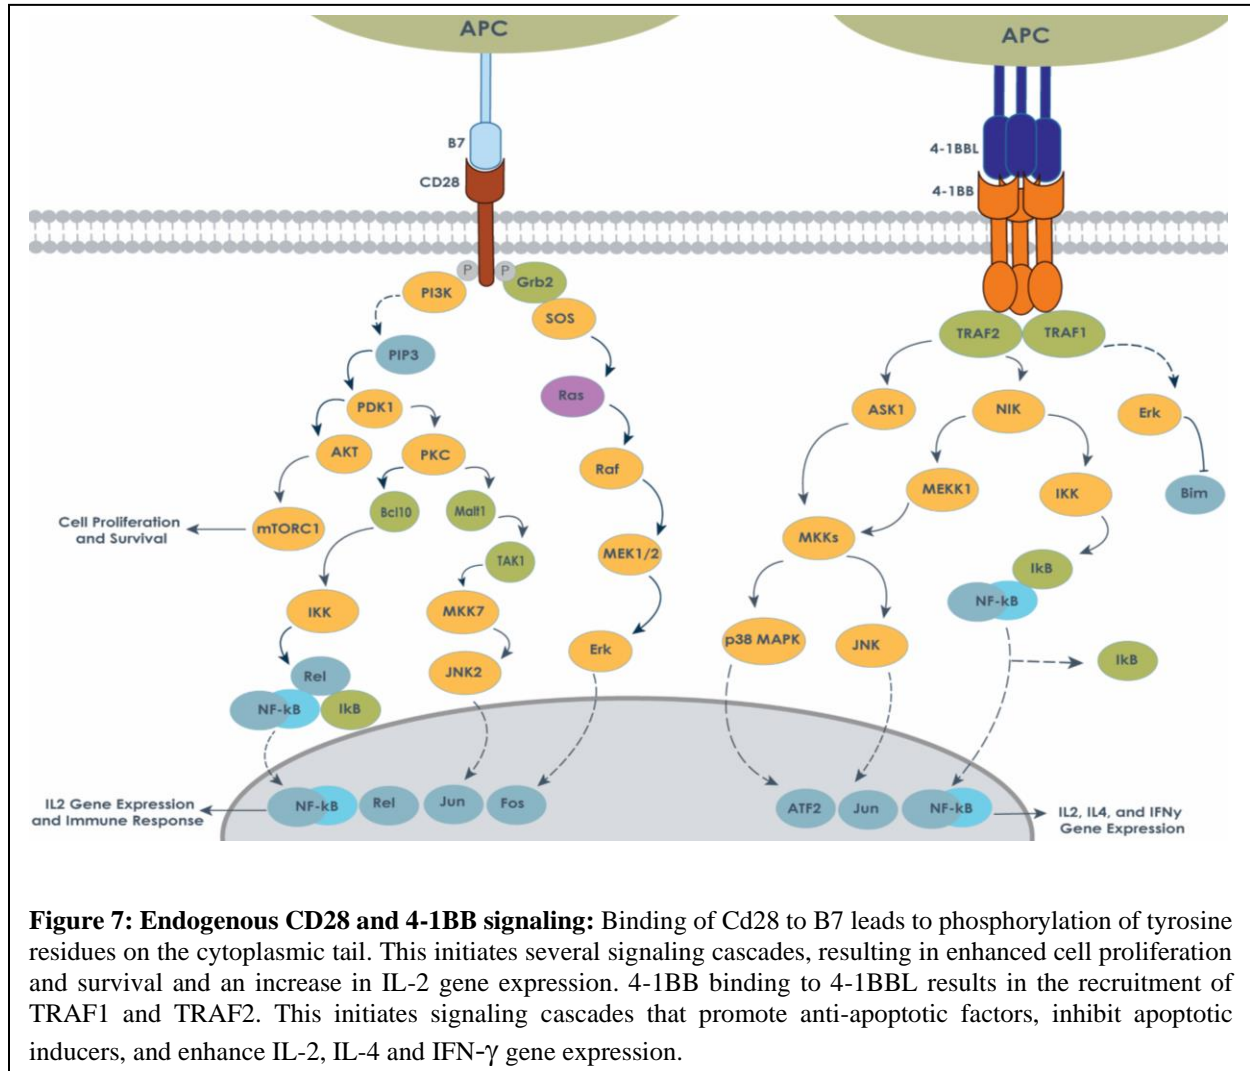 APC
APC
B7
CD28
4-1BBL
4-1BB
P
P
PI3K
Grb2
SOS
PIP3
PDK1
AKT
PKC
Bcl10
Malt1
mTORC1
Cell Proliferation
and Survival
TAK1
IKK
MKK7
JNK2
Ras
Raf
MEK1/2
Erk
Rel
NF-kB
IkB
NF-kB
Rel
Jun
Fos
IL2 Gene Expression
and Immune Response
TRAF2
TRAF1
ASK1
NIK
Erk
Bim
MEKK1
IKK
MKKs
IkB
NF-kB
p38 MAPK
JNK
IkB
ATF2
Jun
NF-kB
IL2, IL4, and IFNy
Gene Expression
Figure 7: Endogenous CD28 and 4-1BB signaling: Binding of Cd28 to B7 leads to phosphorylation of tyrosine
residues on the cytoplasmic tail. This initiates several signaling cascades, resulting in enhanced cell proliferation
and survival and an increase in IL-2 gene expression. 4-1BB binding to 4-1BBL results in the recruitment of
TRAF1 and TRAF2. This initiates signaling cascades that promote anti-apoptotic factors, inhibit apoptotic
inducers, and enhance IL-2, IL-4 and IFN-γ gene expression.